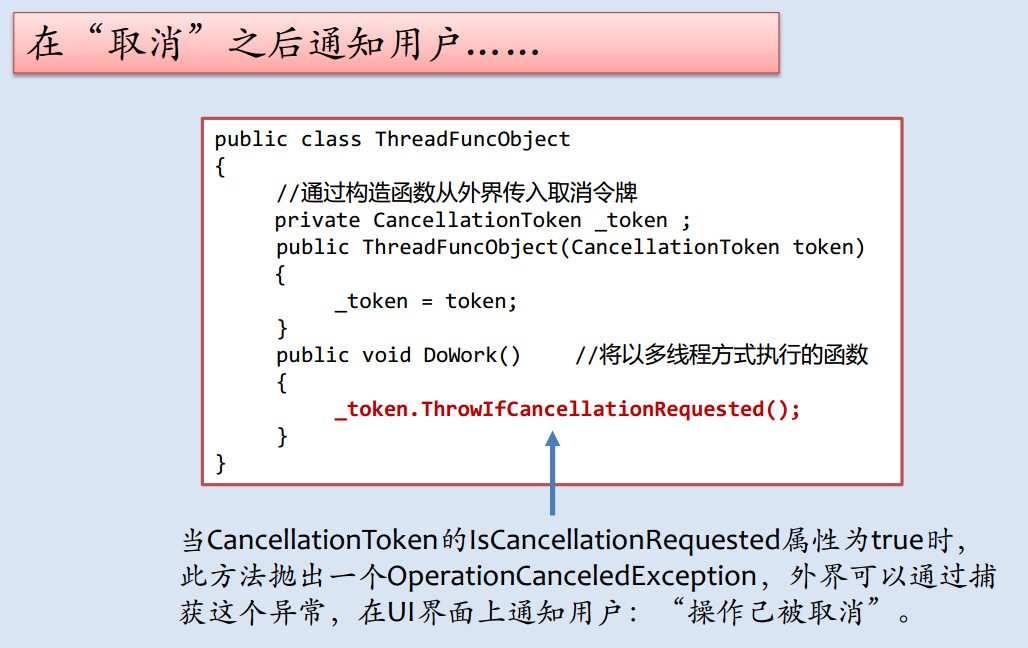 在“取消”之后通知用户……
public class ThreadFuncObject
{
//通过构造函数从外界传入取消令牌
private CancellationToken _token ;
public ThreadFuncObject(CancellationToken token)
{
_token = token;
}
public void DoWork() //将以多线程方式执行的函数
{
_token.ThrowIfCancellationRequested();
}
}
当CancellationToken的IsCancellationRequested属性为true时，
此方法抛出一个OperationCanceledException，外界可以通过捕
获这个异常，在UI界面上通知用户：“操作已被取消”。